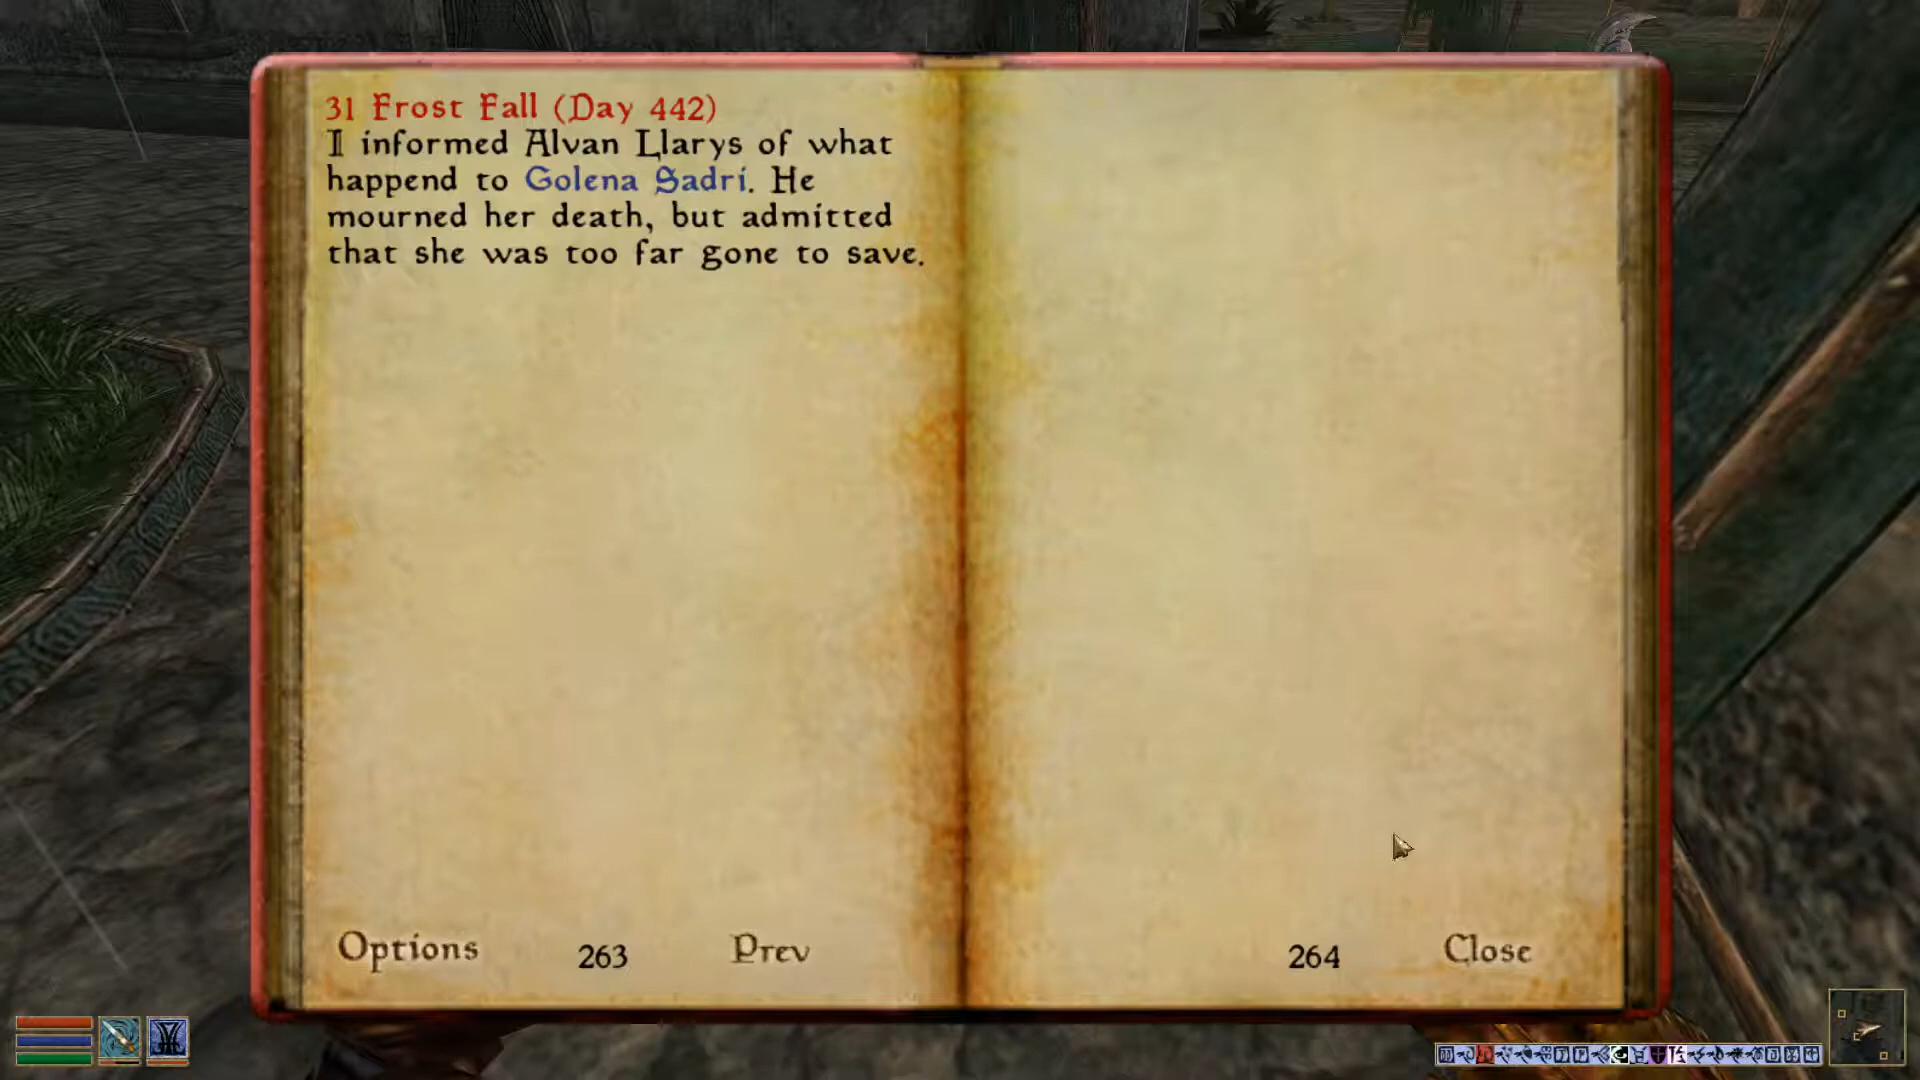 31 Frost Fall (Day 442)
I informed Alvan Llarys of what
happend to Golena Sadri. He
mourned her death, but admitted
that she was too far gone to save.
Options
263
Prev
264
Close